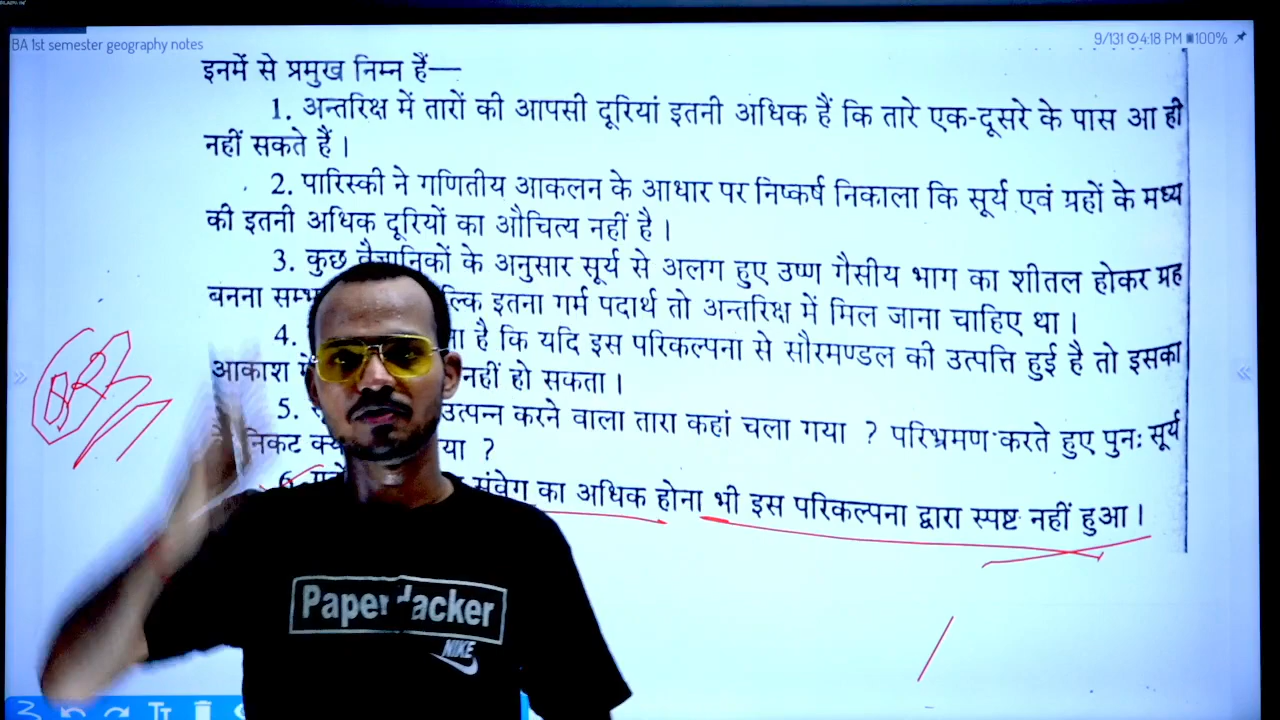 BA 1st semester geography notes
9/131 4:18 PM 100%
इनमें से प्रमुख निम्न हैं—
1. अन्तरिक्ष में तारों की आपसी दूरियां इतनी अधिक हैं कि तारे एक-दूसरे के पास आ ही
नहीं सकते हैं ।
2. पारिस्की ने गणितीय आकलन के आधार पर निष्कर्ष निकाला कि सूर्य एवं ग्रहों के मध्य
की इतनी अधिक दूरियों का औचित्य नहीं है ।
3. कुछ वैज्ञानिकों के अनुसार सूर्य से अलग हुए उष्ण गैसीय भाग का शीतल होकर ग्रह
बनना इतना गर्म पदार्थ तो अन्तरिक्ष में मिल जाना चाहिए था ।
4. है कि यदि इस परिकल्पना से सौरमण्डल की उत्पत्ति हुई है तो इसका
आकाश नहीं हो सकता ।
5. उत्पन्न करने वाला तारा कहां चला गया ? परिभ्रमण करते हुए पुनः सूर्य
निकट ?
6. संवेग का अधिक होना भी इस परिकल्पना द्वारा स्पष्ट नहीं हुआ ।
Paper Hacker
NIKE